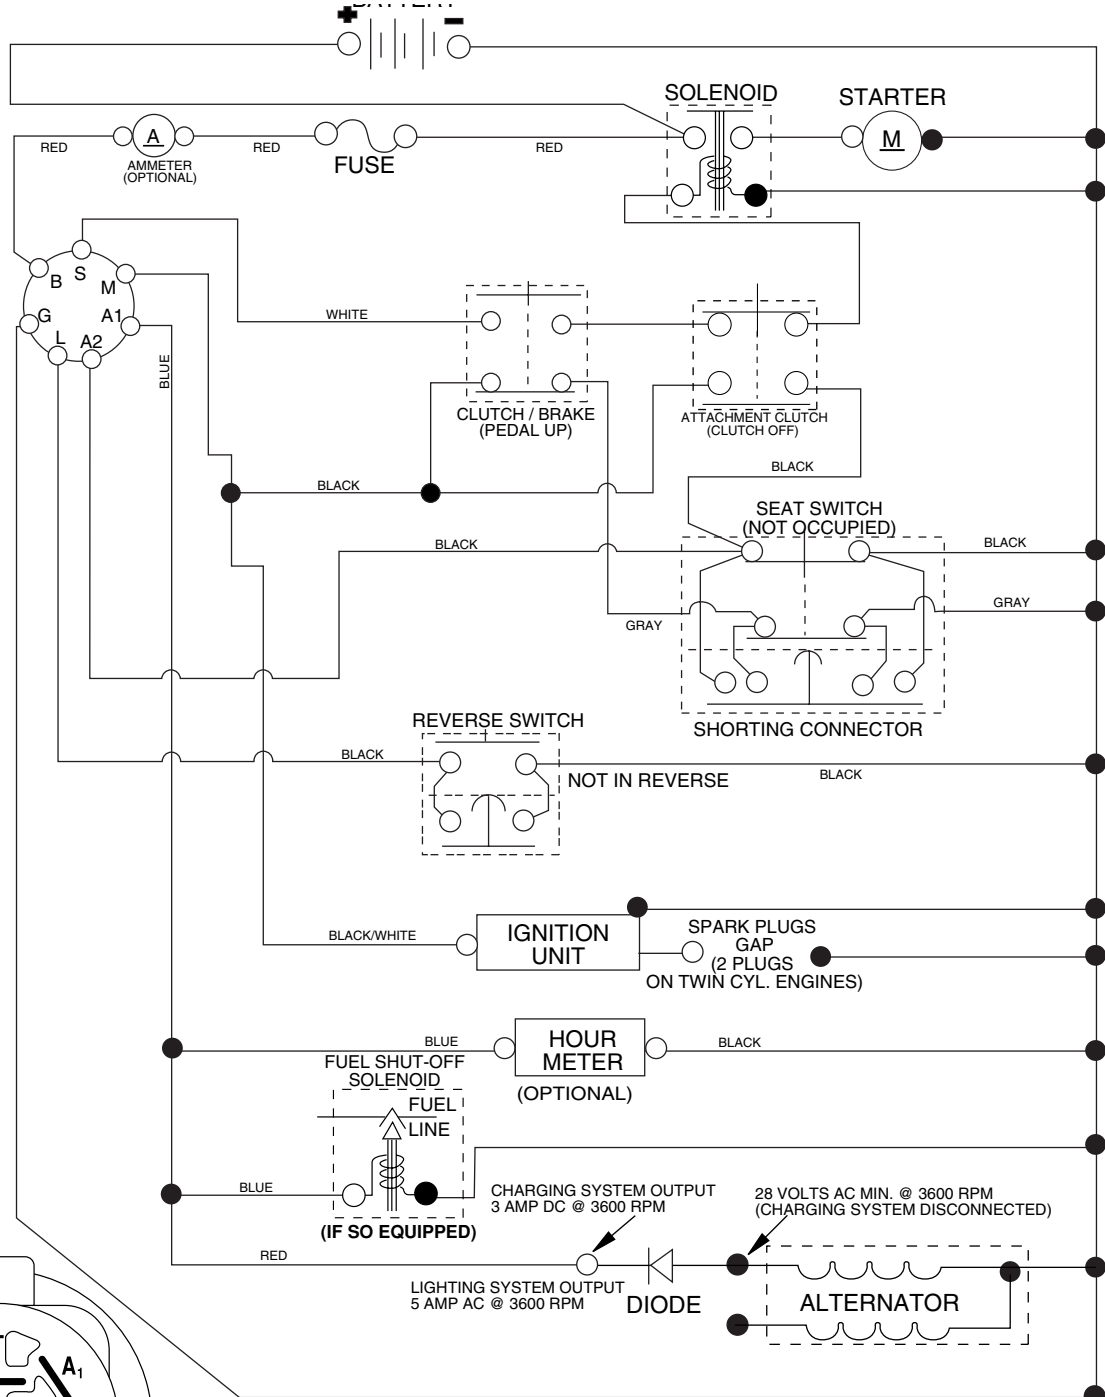 BATTERY
SOLENOID
STARTER
A
M
RED
RED
RED
AMMETER
(OPTIONAL)
FUSE
B
S
M
G
A1
L
A2
BLUE
WHITE
CLUTCH / BRAKE
(PEDAL UP)
ATTACHMENT CLUTCH
(CLUTCH OFF)
BLACK
BLACK
SEAT SWITCH
(NOT OCCUPIED)
BLACK
BLACK
GRAY
GRAY
SHORTING CONNECTOR
REVERSE SWITCH
BLACK
NOT IN REVERSE
BLACK
BLACK/WHITE
IGNITION
UNIT
SPARK PLUGS
GAP
(2 PLUGS
ON TWIN CYL. ENGINES)
BLUE
HOUR
METER
BLACK
(OPTIONAL)
FUEL SHUT-OFF
SOLENOID
FUEL
LINE
BLUE
(IF SO EQUIPPED)
CHARGING SYSTEM OUTPUT
3 AMP DC @ 3600 RPM
28 VOLTS AC MIN. @ 3600 RPM
(CHARGING SYSTEM DISCONNECTED)
RED
LIGHTING SYSTEM OUTPUT
5 AMP AC @ 3600 RPM
DIODE
ALTERNATOR
A1